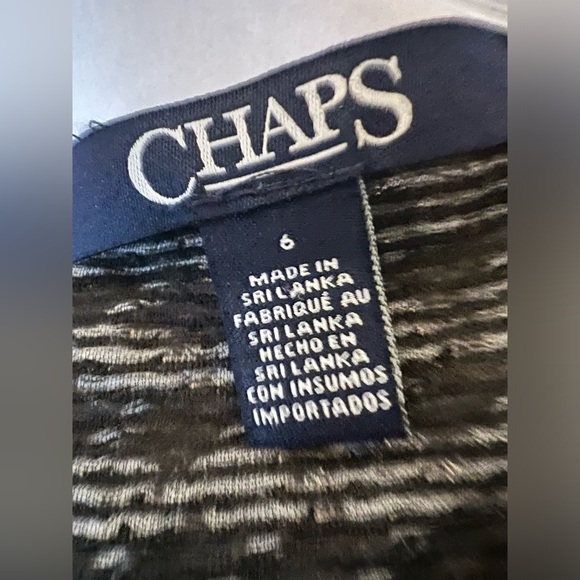 CHAPS
6
MADE IN
SRI LANKA
FABRIQUÉ AU
SRI LANKA
HECHO EN
SRI LANKA
CON INSUMOS
IMPORTADOS